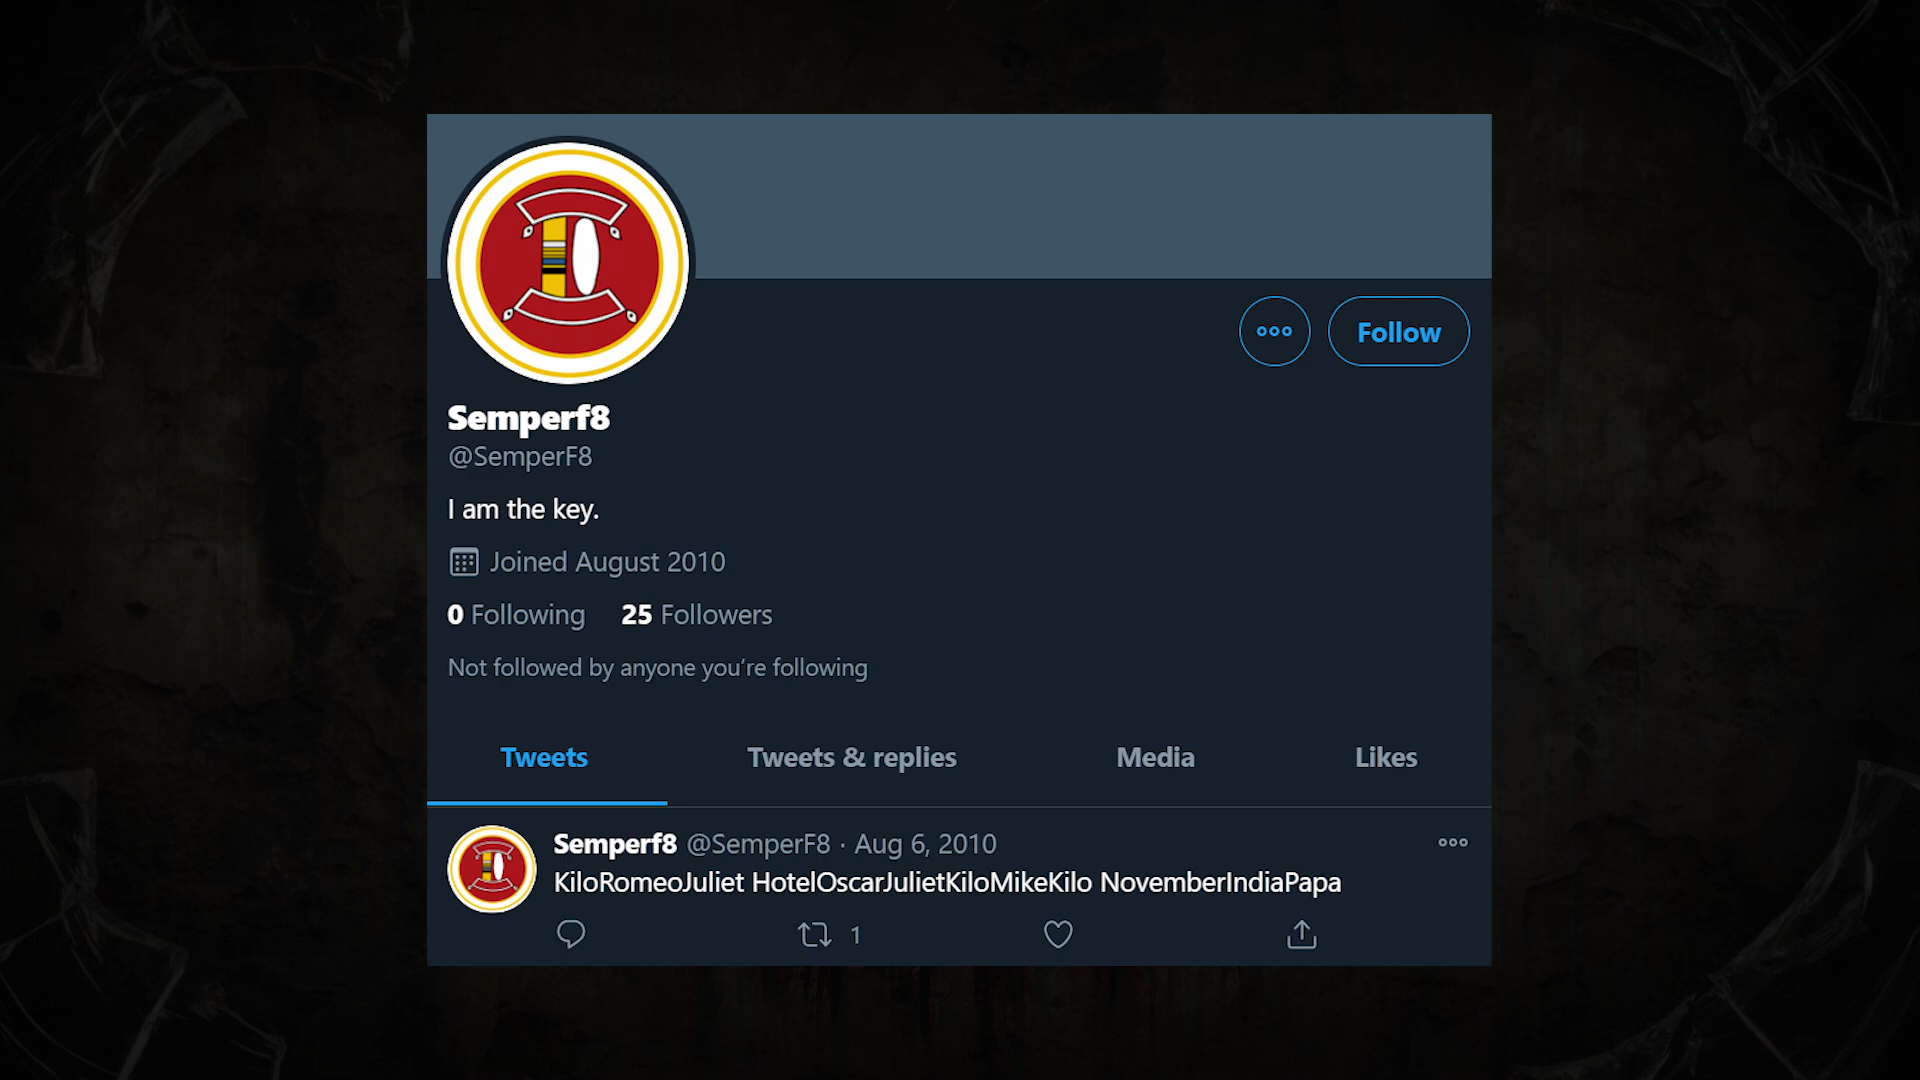 Semperf8
@SemperF8
I am the key.
Joined August 2010
0 Following 25 Followers
Not followed by anyone you’re following
Follow
Tweets Tweets & replies Media Likes
Semperf8 @SemperF8 · Aug 6, 2010
KiloRomeoJuliet HotelOscarJulietKiloMikeKilo NovemberIndiaPapa
1